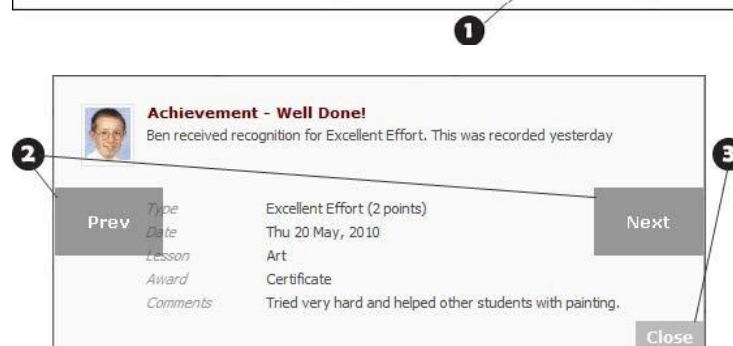 1
Achievement - Well Done!
Ben received recognition for Excellent Effort. This was recorded yesterday
2
3
Prev
Next
Type Excellent Effort (2 points)
Date Thu 20 May, 2010
Lesson Art
Award Certificate
Comments Tried very hard and helped other students with painting.
Close